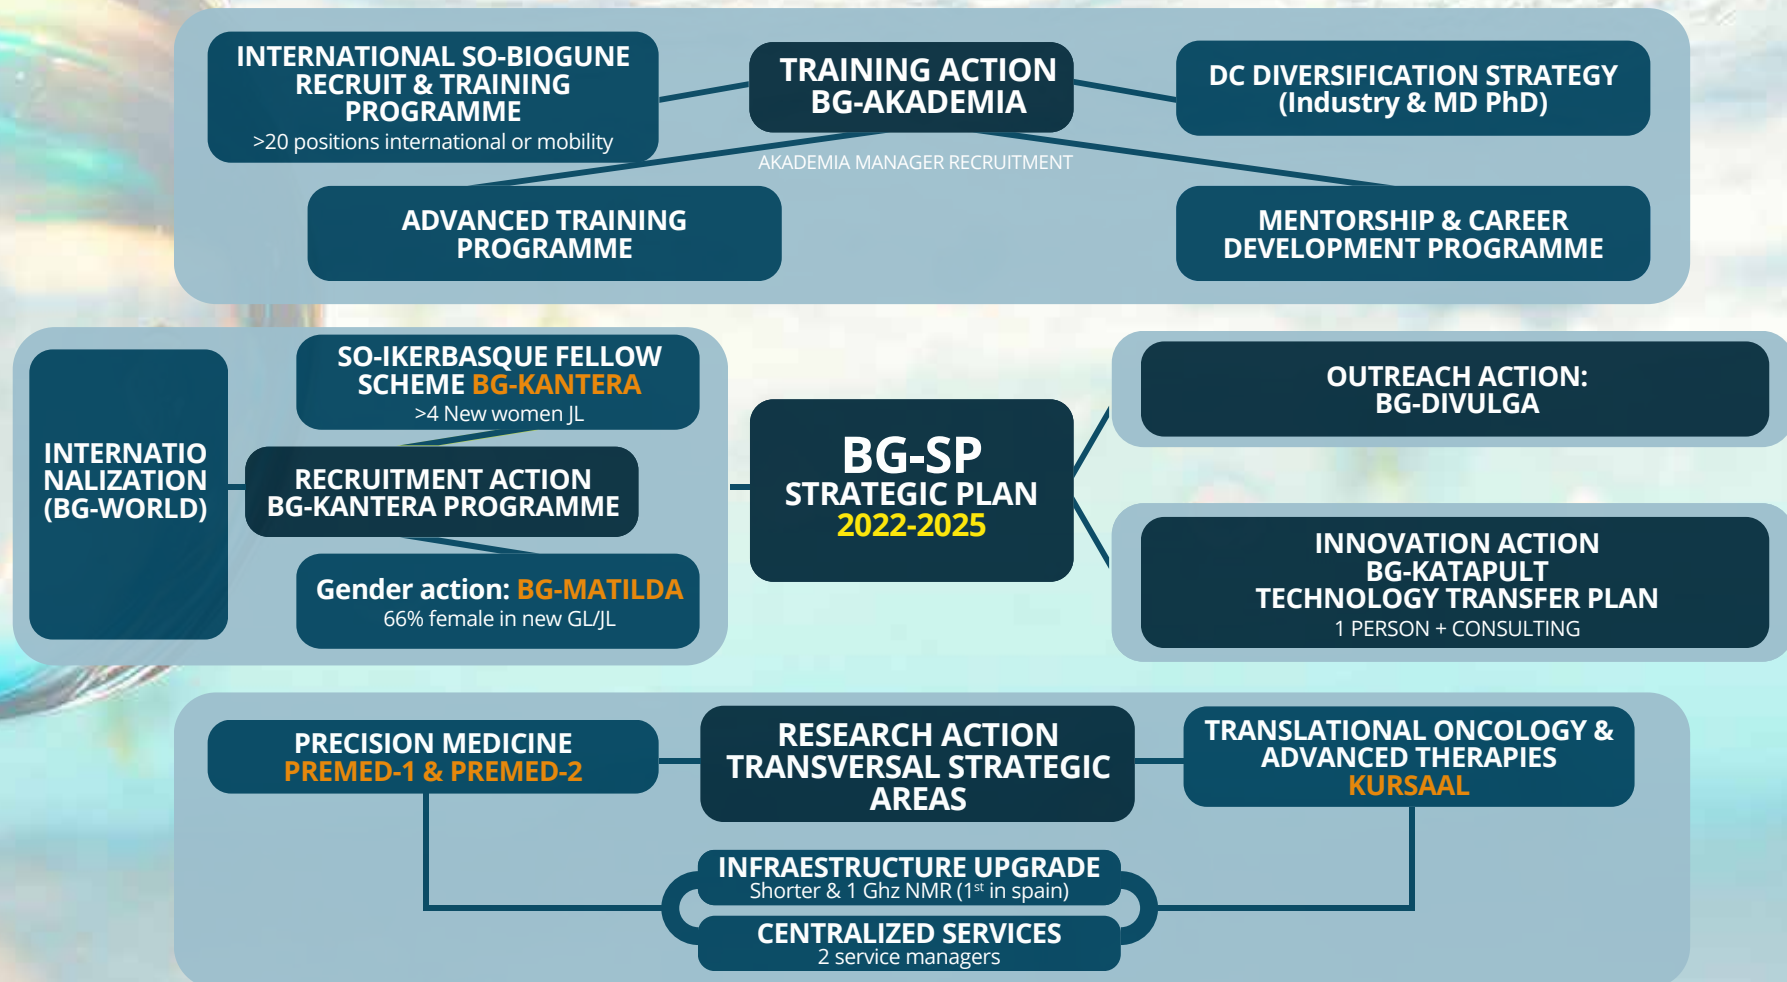 INTERNATIONAL SO-BIOGUNE
RECRUIT & TRAINING
PROGRAMME
>20 positions international or mobility
TRAINING ACTION
BG-AKADEMIA
DC DIVERSIFICATION STRATEGY
(Industry & MD PhD)
AKADEMIA MANAGER RECRUITMENT
ADVANCED TRAINING
PROGRAMME
MENTORSHIP & CAREER
DEVELOPMENT PROGRAMME
INTERNATIO
NALIZATION
(BG-WORLD)
SO-IKERBASQUE FELLOW
SCHEME BG-KANTERA
>4 New women JL
RECRUITMENT ACTION
BG-KANTERA PROGRAMME
Gender action: BG-MATILDA
66% female in new GL/JL
BG-SP
STRATEGIC PLAN
2022-2025
OUTREACH ACTION:
BG-DIVULGA
INNOVATION ACTION
BG-KATAPULT
TECHNOLOGY TRANSFER PLAN
1 PERSON + CONSULTING
PRECISION MEDICINE
PREMED-1 & PREMED-2
RESEARCH ACTION
TRANSVERSAL STRATEGIC
AREAS
TRANSLATIONAL ONCOLOGY &
ADVANCED THERAPIES
KURSAAL
INFRAESTRUCTURE UPGRADE
Shorter & 1 Ghz NMR (1st in spain)
CENTRALIZED SERVICES
2 service managers